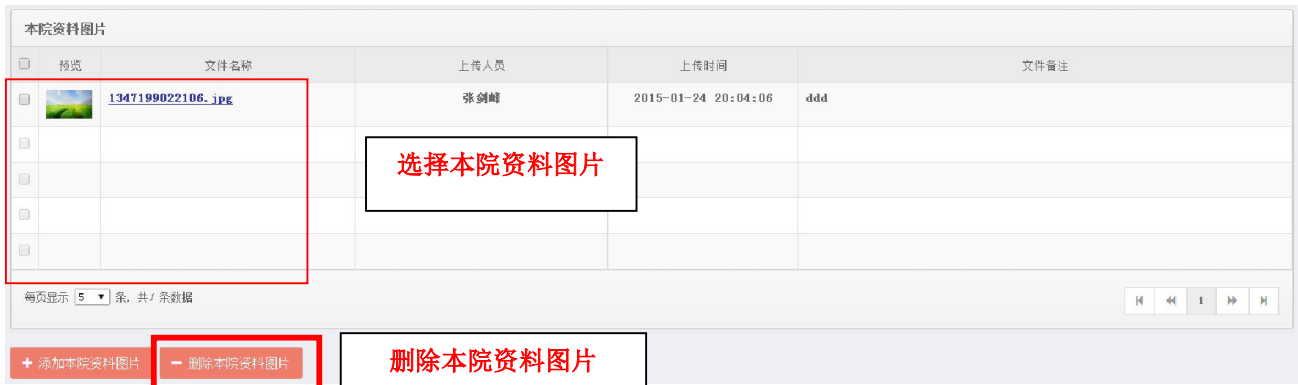 本院资料图片
预览 文件名称 上传人员 上传时间 文件备注
1347199022106.jpg 张剑峰 2015-01-24 20:04:06 ddd
选择本院资料图片
每页显示 5 条, 共1条数据 1
+ 添加本院资料图片 - 删除本院资料图片 删除本院资料图片